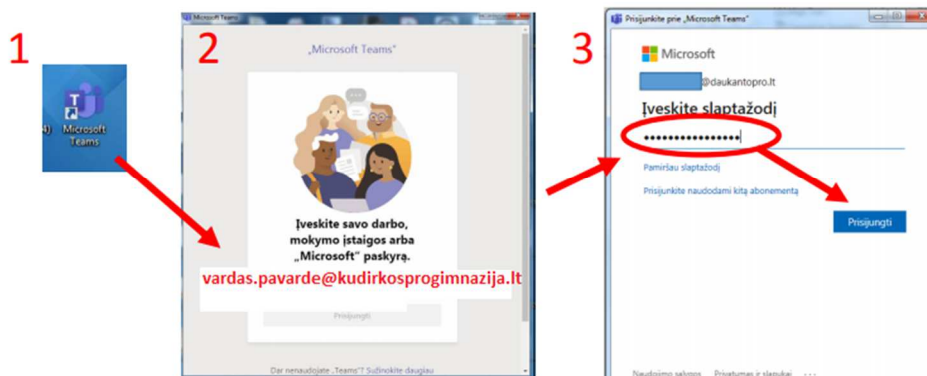 1
4)
Microsoft
Teams
Microsoft Teams
2
„Microsoft Teams“
Įveskite savo darbo,
mokymo įstaigos arba
„Microsoft“ paskyrą.
vardas.pavarde@kudirkosprogimnazija.lt
Prisijungti
Dar nenaudojate „Teams“? Sužinokite daugiau
3
Prisijunkite prie „Microsoft Teams“
Microsoft
@daukantopro.lt
Įveskite slaptažodį
••••••••••••••••
Pamiršau slaptažodį
Prisijunkite naudodami kitą abonementą
Prisijungti
Naudojimo sąlygos Privatumas ir slapukai ...